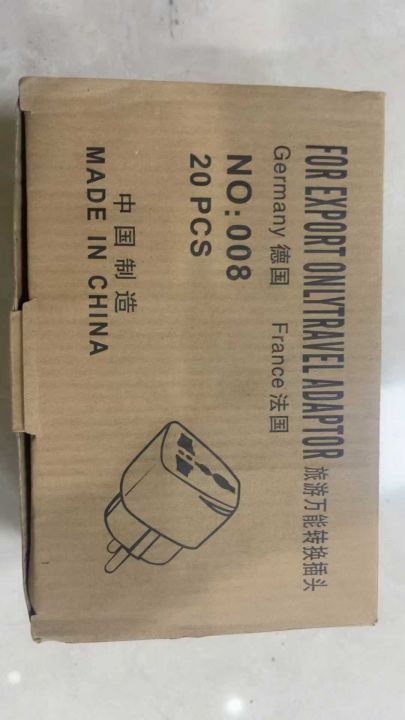 FOR EXPORT ONLYTRAVEL ADAPTOR 旅游万能转换插头
Germany 德国 France 法国
NO:008
20 PCS
中国制造
MADE IN CHINA